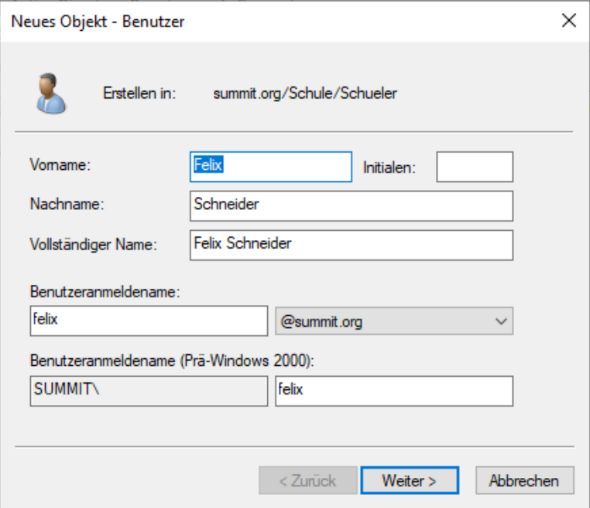 Neues Objekt - Benutzer
Erstellen in: summit.org/Schule/Schueler
Vorname: Felix Initialen:
Nachname: Schneider
Vollständiger Name: Felix Schneider
Benutzeranmeldename:
felix @summit.org
Benutzeranmeldename (Prä-Windows 2000):
SUMMIT\ felix
< Zurück Weiter > Abbrechen